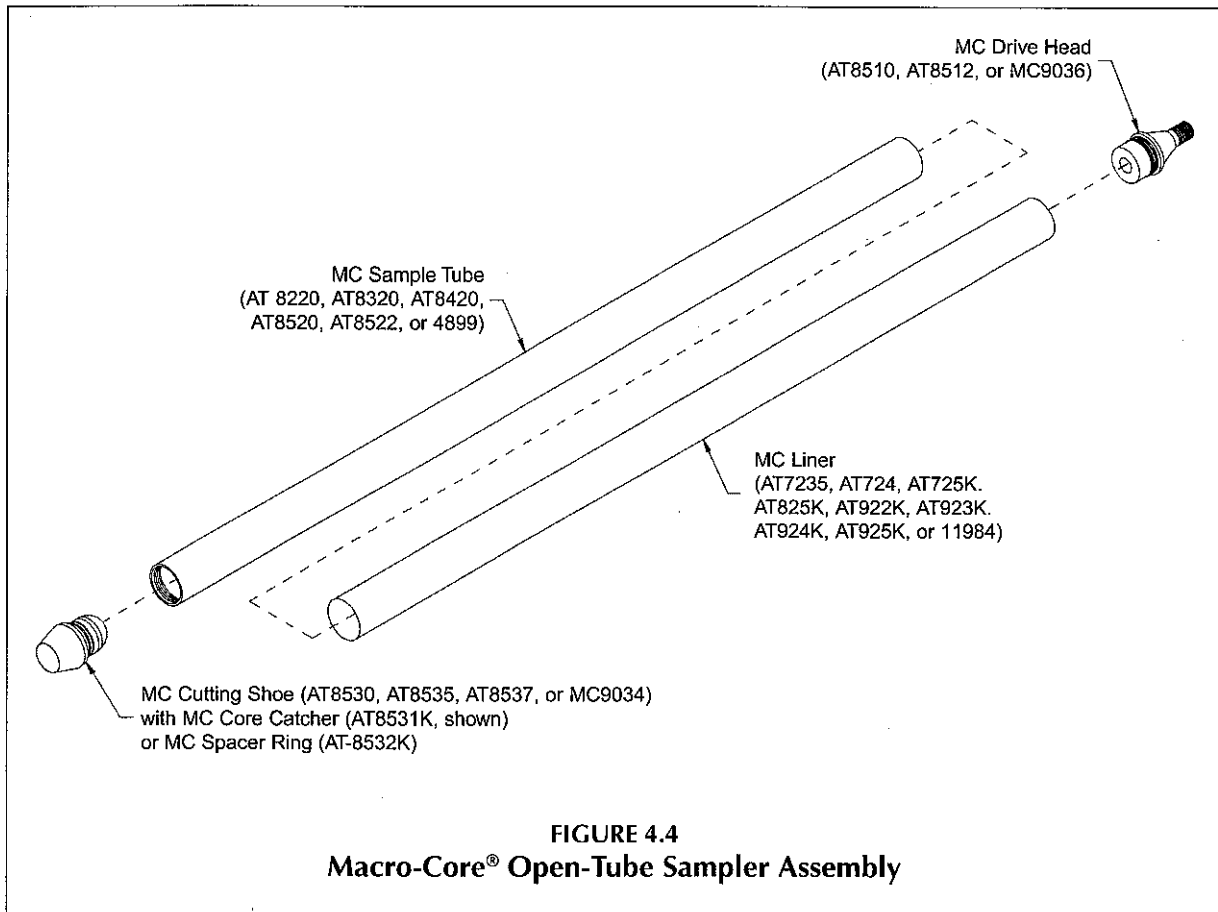 MC Drive Head
(AT8510, AT8512, or MC9036)
MC Sample Tube
(AT 8220, AT8320, AT8420,
AT8520, AT8522, or 4899)
MC Liner
(AT7235, AT724, AT725K.
AT825K, AT922K, AT923K.
AT924K, AT925K, or 11984)
MC Cutting Shoe (AT8530, AT8535, AT8537, or MC9034)
with MC Core Catcher (AT8531K, shown)
or MC Spacer Ring (AT-8532K)
FIGURE 4.4
Macro-Core® Open-Tube Sampler Assembly